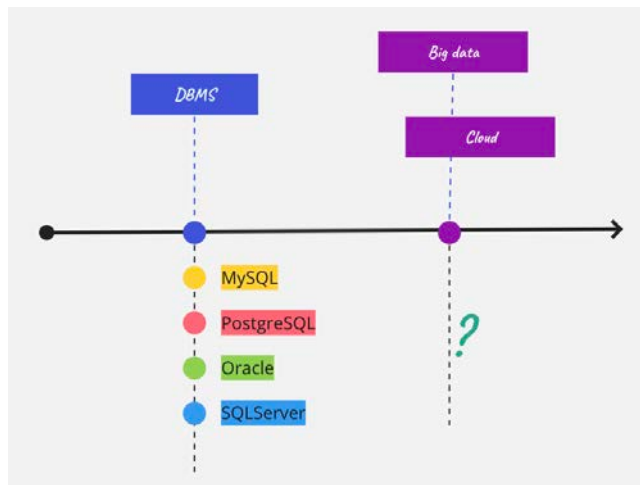 Big data
DBMS
Cloud
MySQL
PostgreSQL
?
Oracle
SQLServer